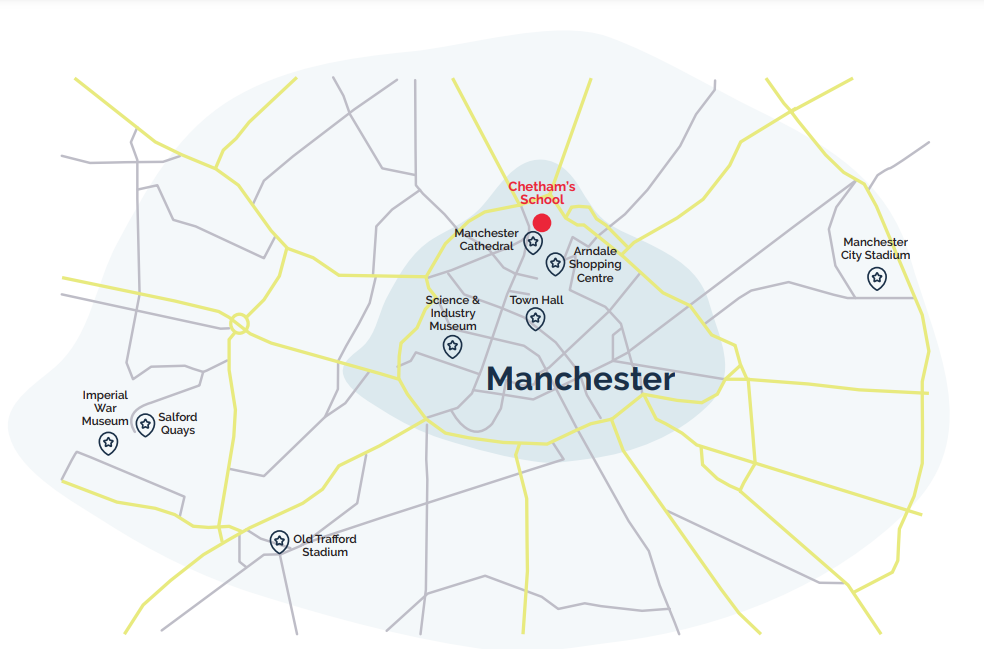 Chetham's
School
Manchester
Cathedral
Arndale
Shopping
Centre
Manchester
City Stadium
Science &
Industry
Museum
Town Hall
Manchester
Imperial
War
Museum
Salford
Quays
Old Trafford
Stadium